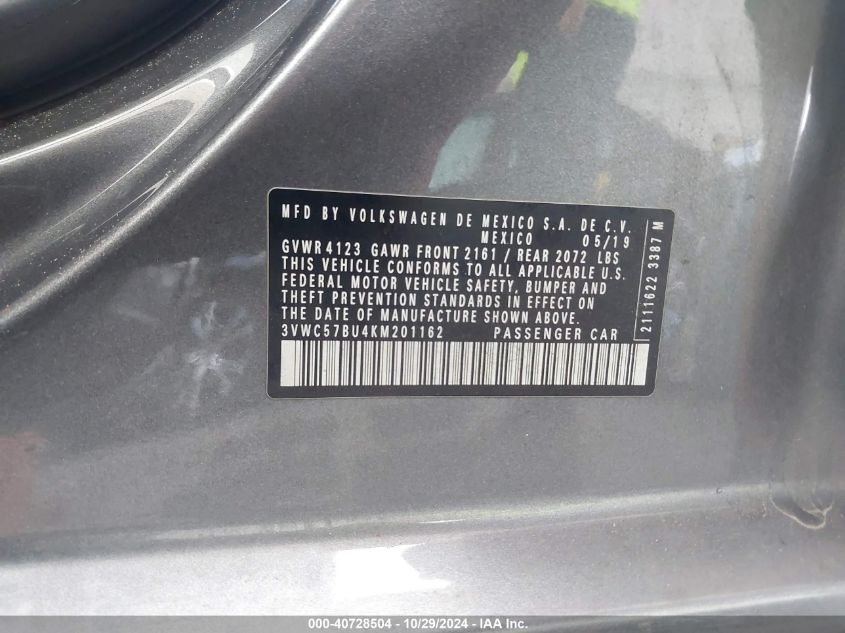 MFD BY VOLKSWAGEN DE MEXICO S.A. DE C.V.
MEXICO 05/19
GVWR 4123 GAWR FRONT 2161 / REAR 2072 LBS
THIS VEHICLE CONFORMS TO ALL APPLICABLE U.S.
FEDERAL MOTOR VEHICLE SAFETY, BUMPER AND
THEFT PREVENTION STANDARDS IN EFFECT ON
THE DATE OF MANUFACTURE SHOWN ABOVE.
3VWC57BU4KM201162 PASSENGER CAR
2111622 3387 M
000-40728504 - 10/29/2024 - IAA Inc.